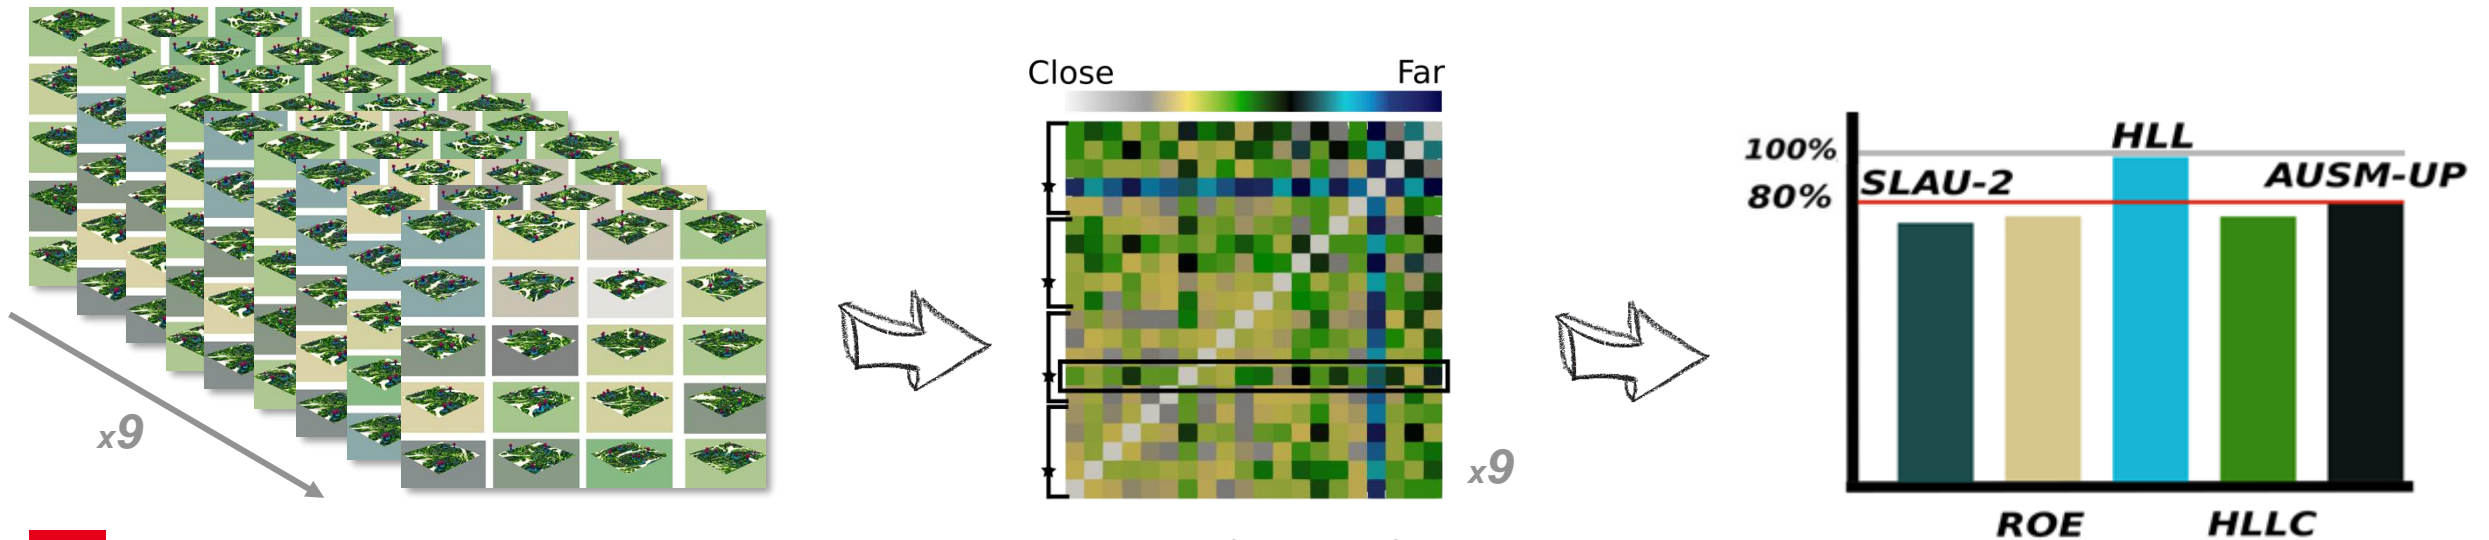 x9
Close Far
x9
100%
80%
SLAU-2
HLL
AUSM-UP
ROE
HLLC